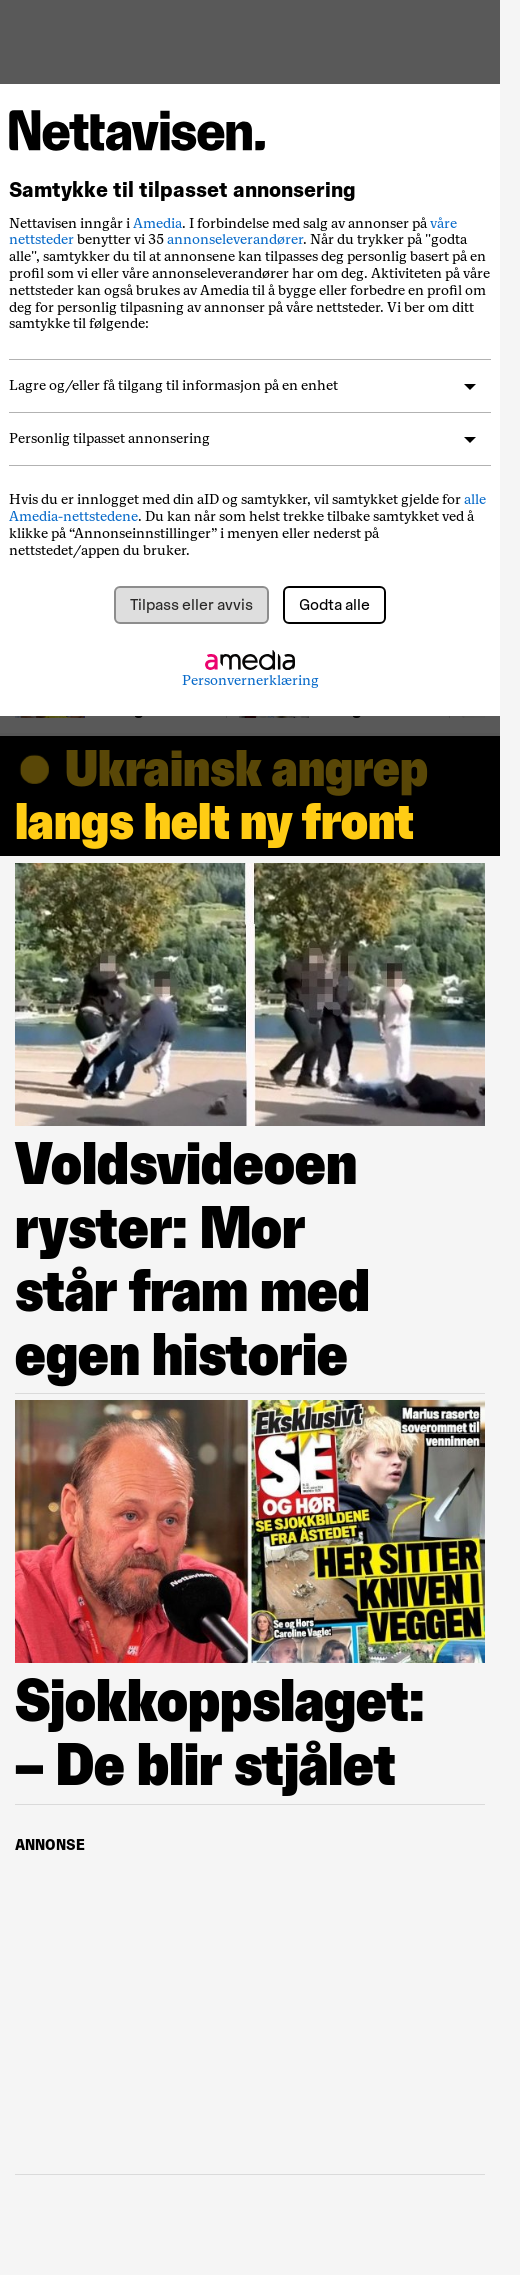 Nettavisen.
Samtykke til tilpasset annonsering
Nettavisen inngår i Amedia. I forbindelse med salg av annonser på våre
nettsteder benytter vi 35 annonseleverandører. Når du trykker på "godta
alle", samtykker du til at annonsene kan tilpasses deg personlig basert på en
profil som vi eller våre annonseleverandører har om deg. Aktiviteten på våre
nettsteder kan også brukes av Amedia til å bygge eller forbedre en profil om
deg for personlig tilpasning av annonser på våre nettsteder. Vi ber om ditt
samtykke til følgende:
Lagre og/eller få tilgang til informasjon på en enhet
Personlig tilpasset annonsering
Hvis du er innlogget med din aID og samtykker, vil samtykket gjelde for alle
Amedia-nettstedene. Du kan når som helst trekke tilbake samtykket ved å
klikke på “Annonseinnstillinger” i menyen eller nederst på
nettstedet/appen du bruker.
Tilpass eller avvis
Godta alle
amedia
Personvernerklæring
● Ukrainsk angrep
langs helt ny front
Voldsvideoen
ryster: Mor
står fram med
egen historie
Nettavisen.
Eksklusivt
Marius raserte
soverommet til
venninnen
SE
OG HØR
SE SJOKKBILDENE
FRA ÅSTEDET
HER SITTER
KNIVEN I
VEGGEN
Se og Hørs
Caroline Vagle:
Sjokkoppslaget:
– De blir stjålet
ANNONSE